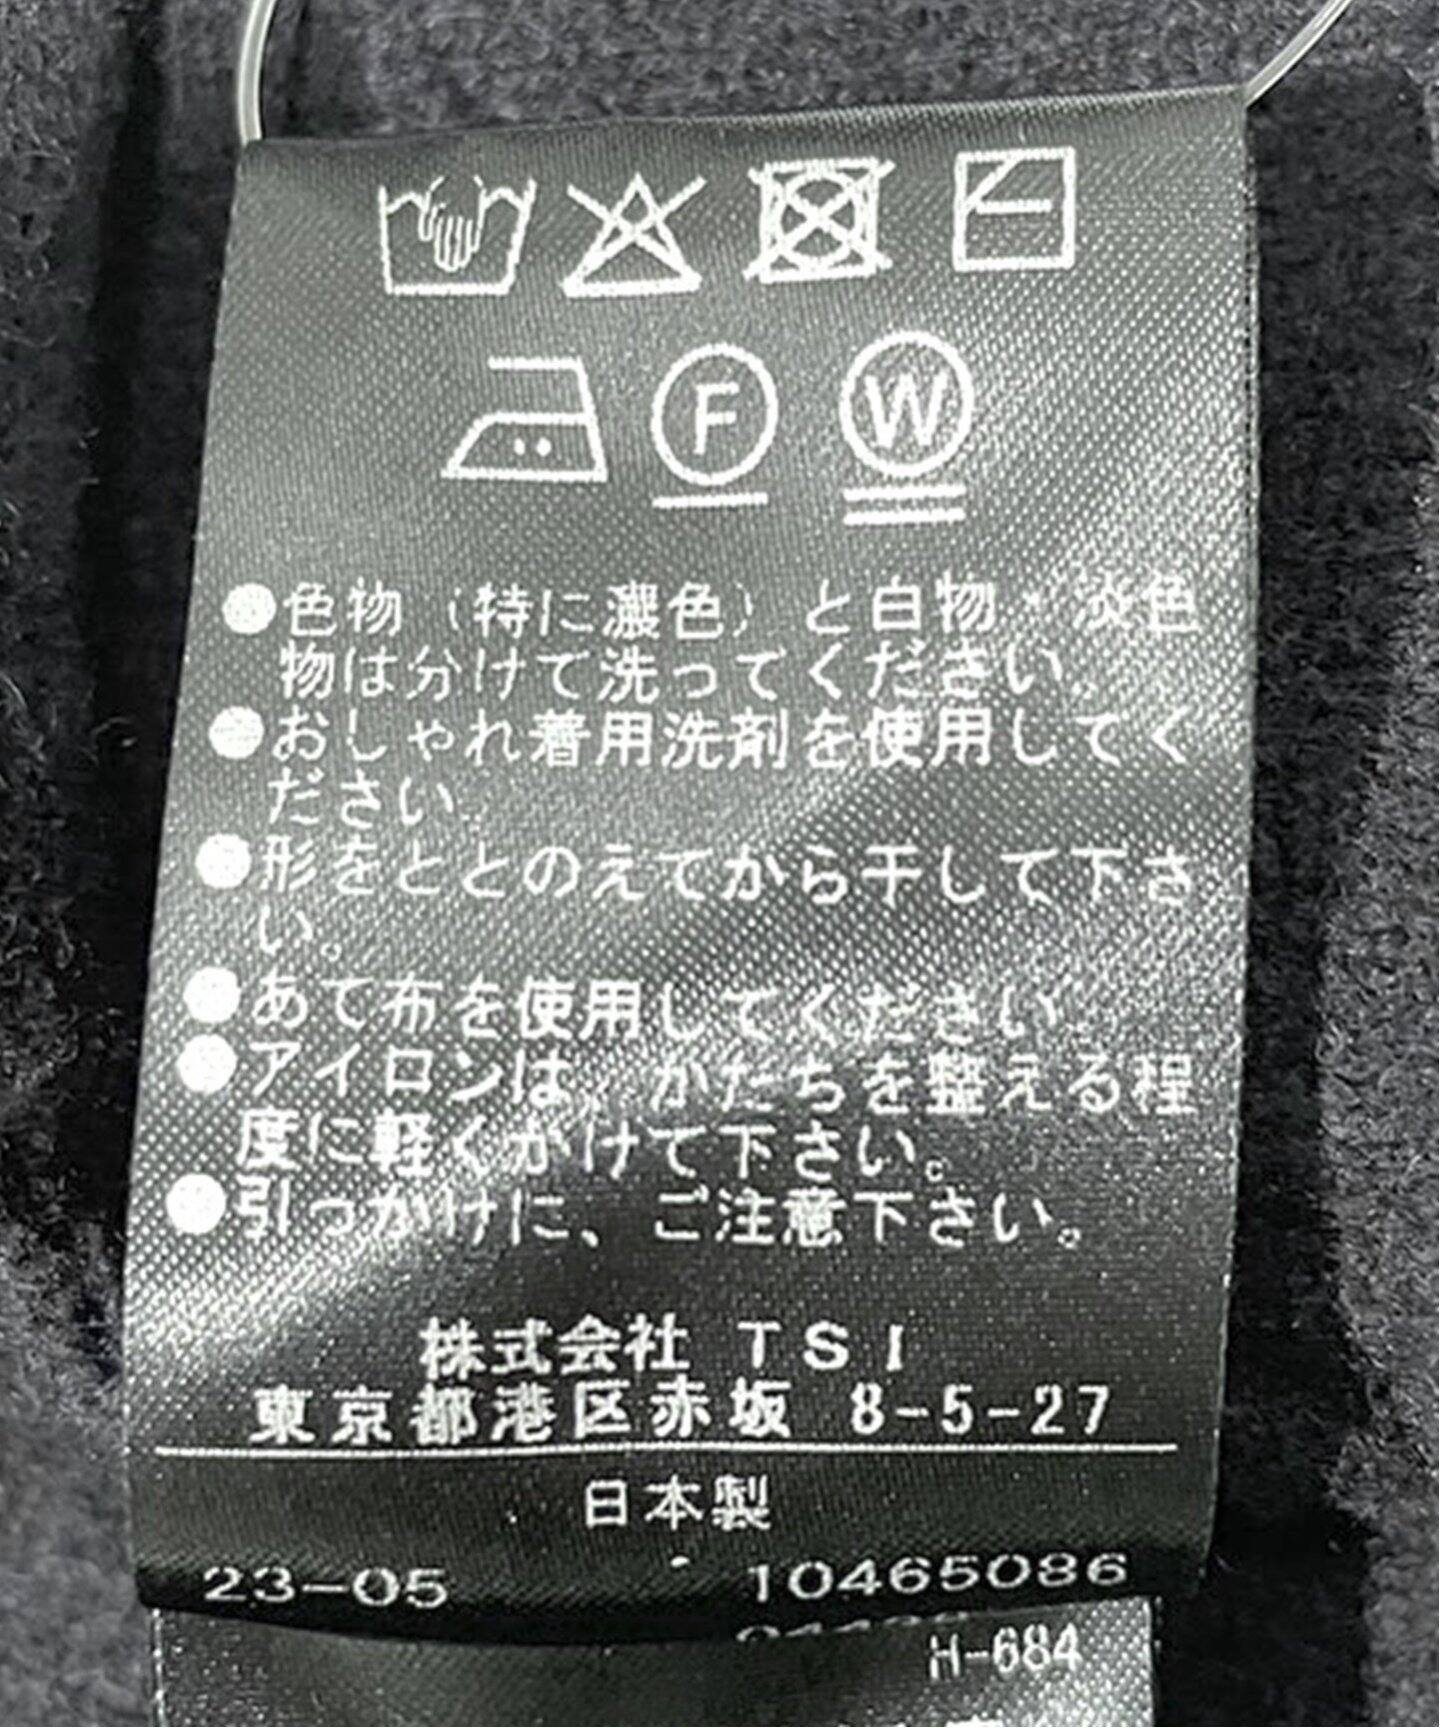 F W
●色物（特に濃色）と白物・淡色
物は分けて洗ってください。
●おしゃれ着用洗剤を使用してく
ださい。
●形をととのえてから干して下さ
い。
●あて布を使用してください。
●アイロンは、かたちを整える程
度に軽くかけて下さい。
●引っかけに、ご注意下さい。
株式会社 TSI
東京都港区赤坂 8-5-27
日本製
23-05 10465086
H-684